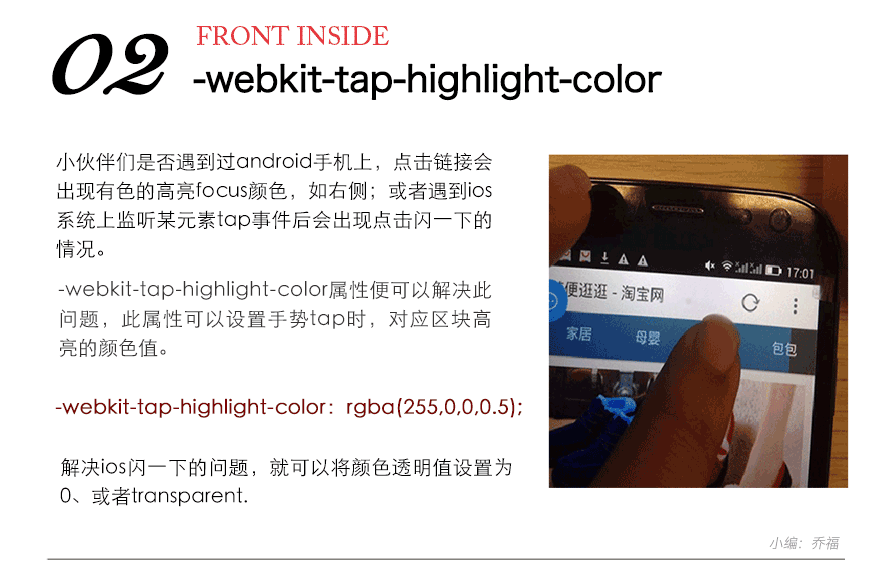 02
FRONT INSIDE
-webkit-tap-highlight-color
小伙伴们是否遇到过android手机上，点击链接会
出现有色的高亮focus颜色，如右侧；或者遇到ios
系统上监听某元素tap事件后会出现点击闪一下的
情况。
-webkit-tap-highlight-color属性便可以解决此
问题，此属性可以设置手势tap时，对应区块高
亮的颜色值。
-webkit-tap-highlight-color：rgba(255,0,0,0.5);
解决ios闪一下的问题，就可以将颜色透明值设置为
0、或者transparent.
17:01
便逛逛 - 淘宝网
家居
母婴
包包
小编：乔福